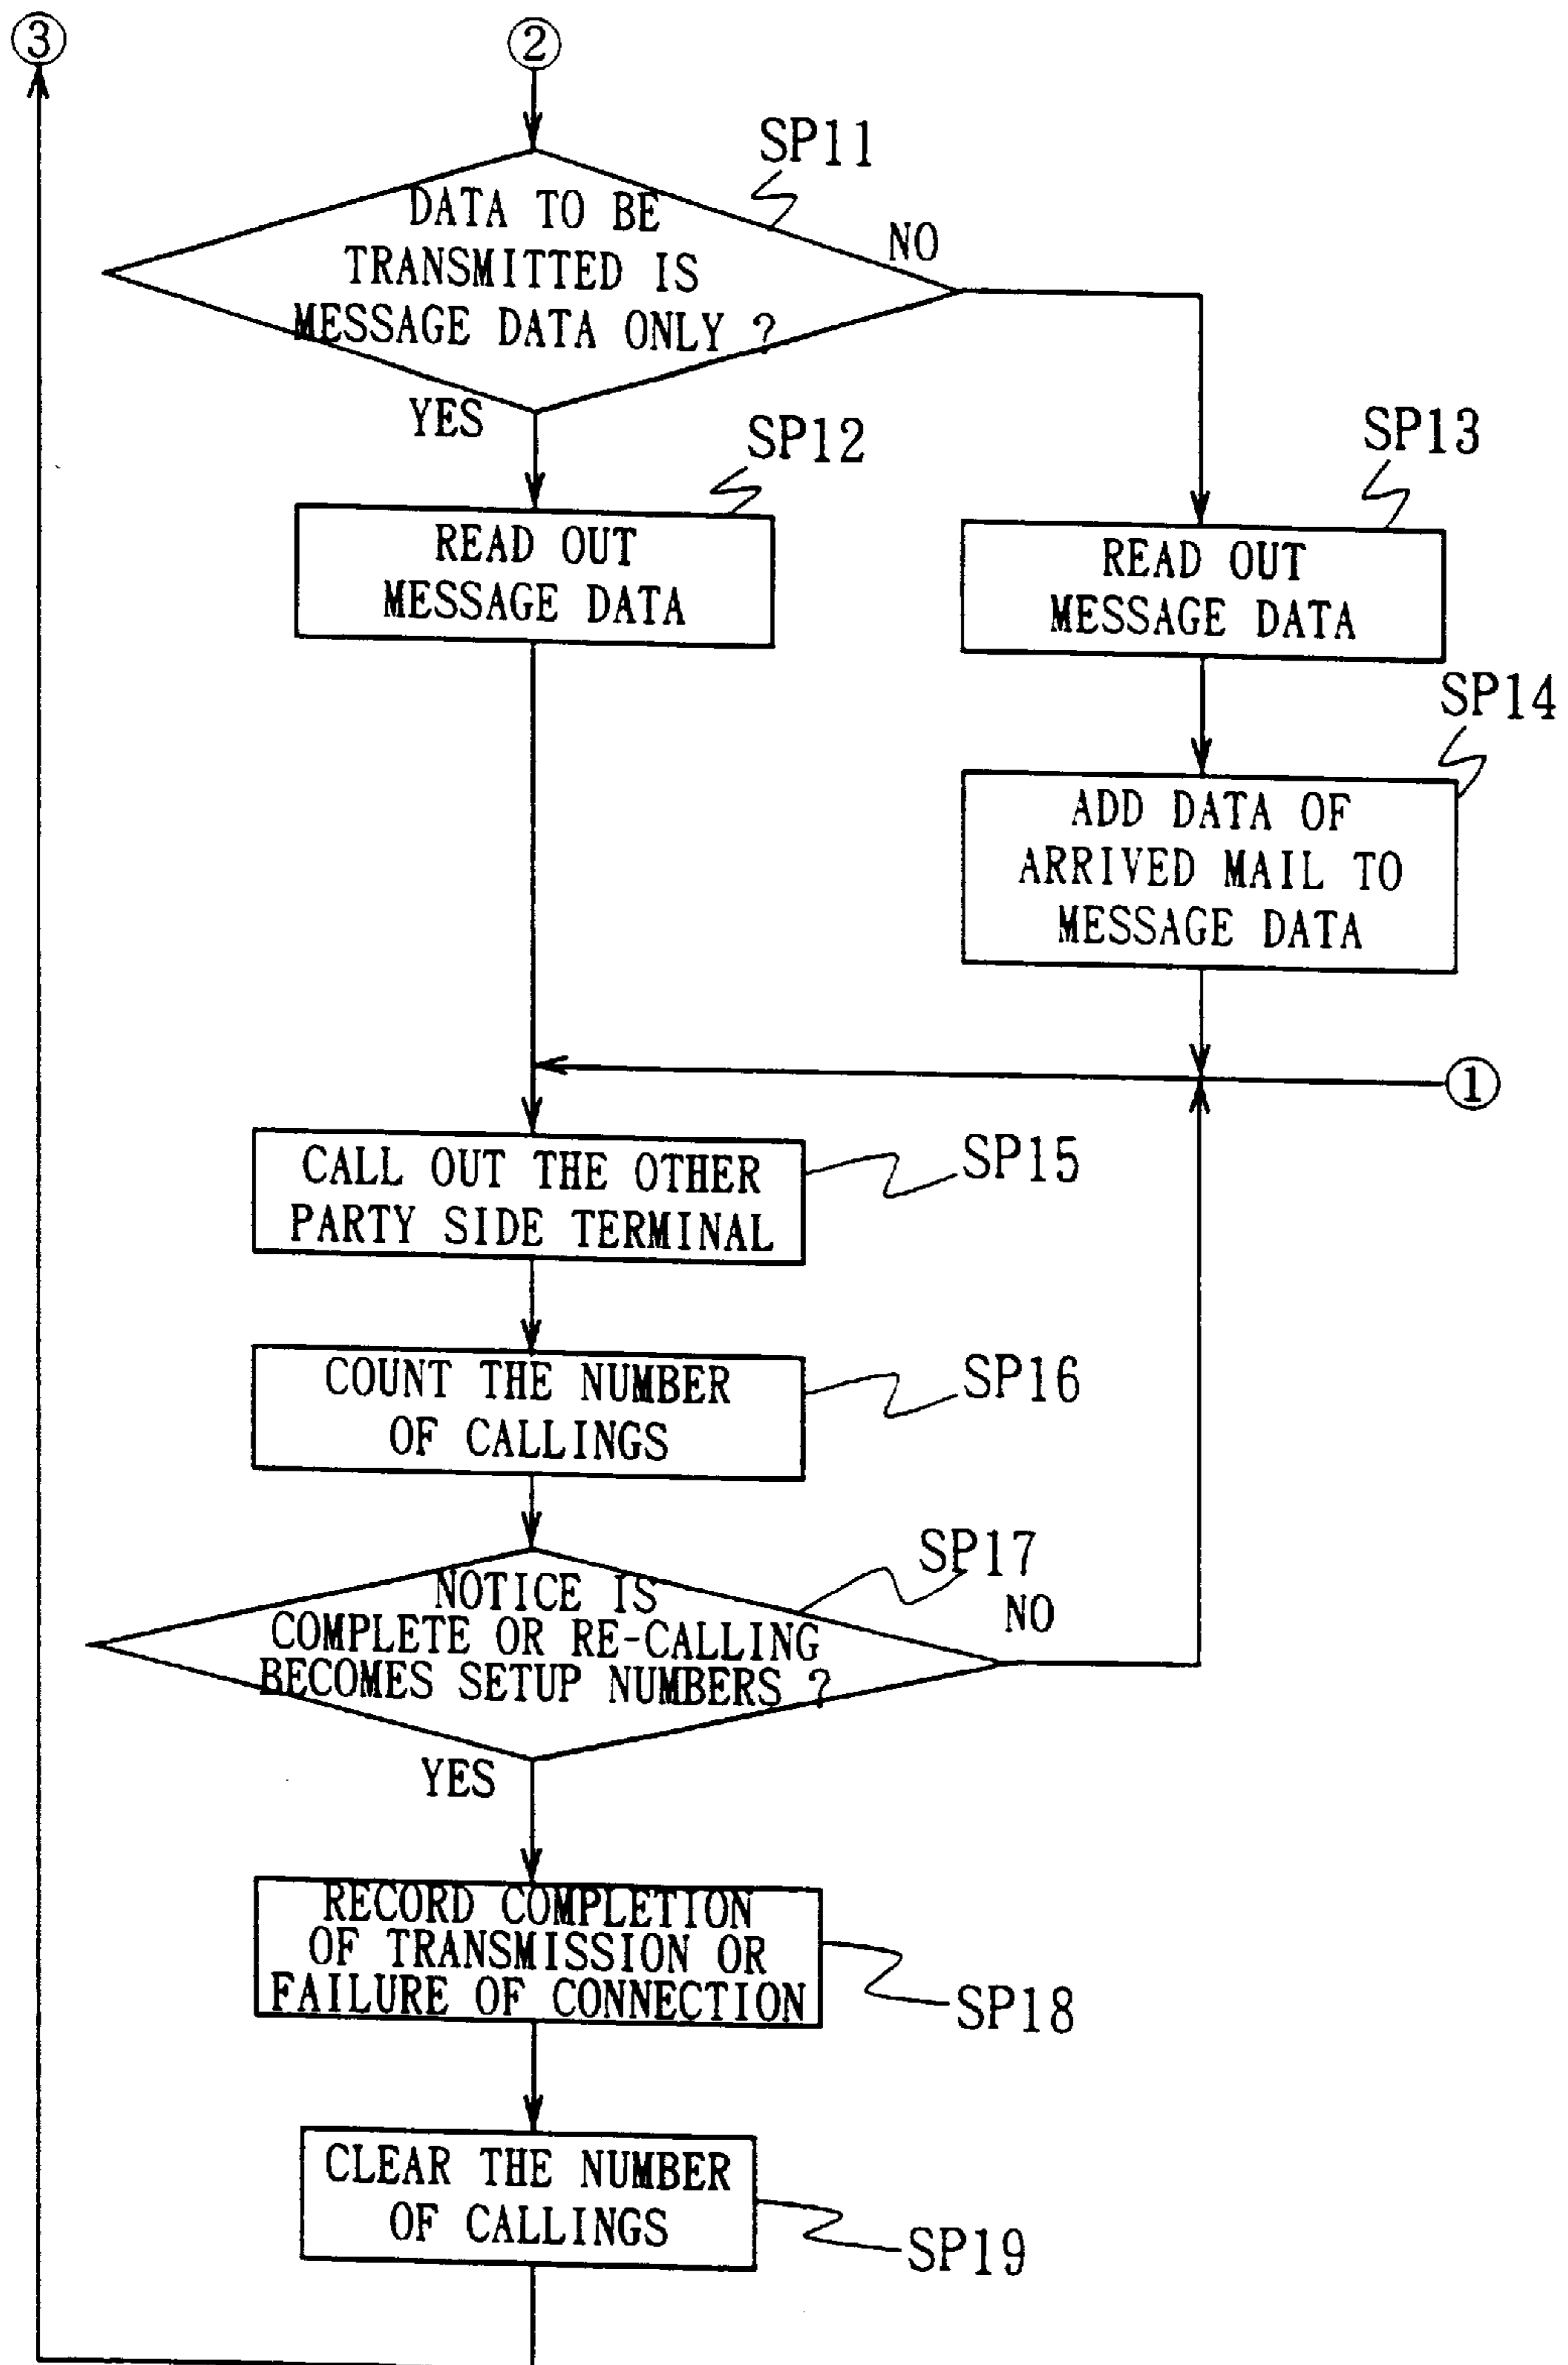 ③
②
SP11
DATA TO BE
TRANSMITTED IS
MESSAGE DATA ONLY ?
NO
YES
SP12
READ OUT
MESSAGE DATA
SP13
READ OUT
MESSAGE DATA
SP14
ADD DATA OF
ARRIVED MAIL TO
MESSAGE DATA
①
CALL OUT THE OTHER
PARTY SIDE TERMINAL
SP15
COUNT THE NUMBER
OF CALLINGS
SP16
SP17
NOTICE IS
COMPLETE OR RE-CALLING
BECOMES SETUP NUMBERS ?
NO
YES
RECORD COMPLETION
OF TRANSMISSION OR
FAILURE OF CONNECTION
SP18
CLEAR THE NUMBER
OF CALLINGS
SP19